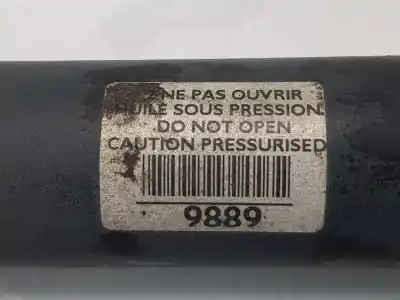 NE PAS OUVRIR
HUILE SOUS PRESSION.
DO NOT OPEN
CAUTION PRESSURISED
9889